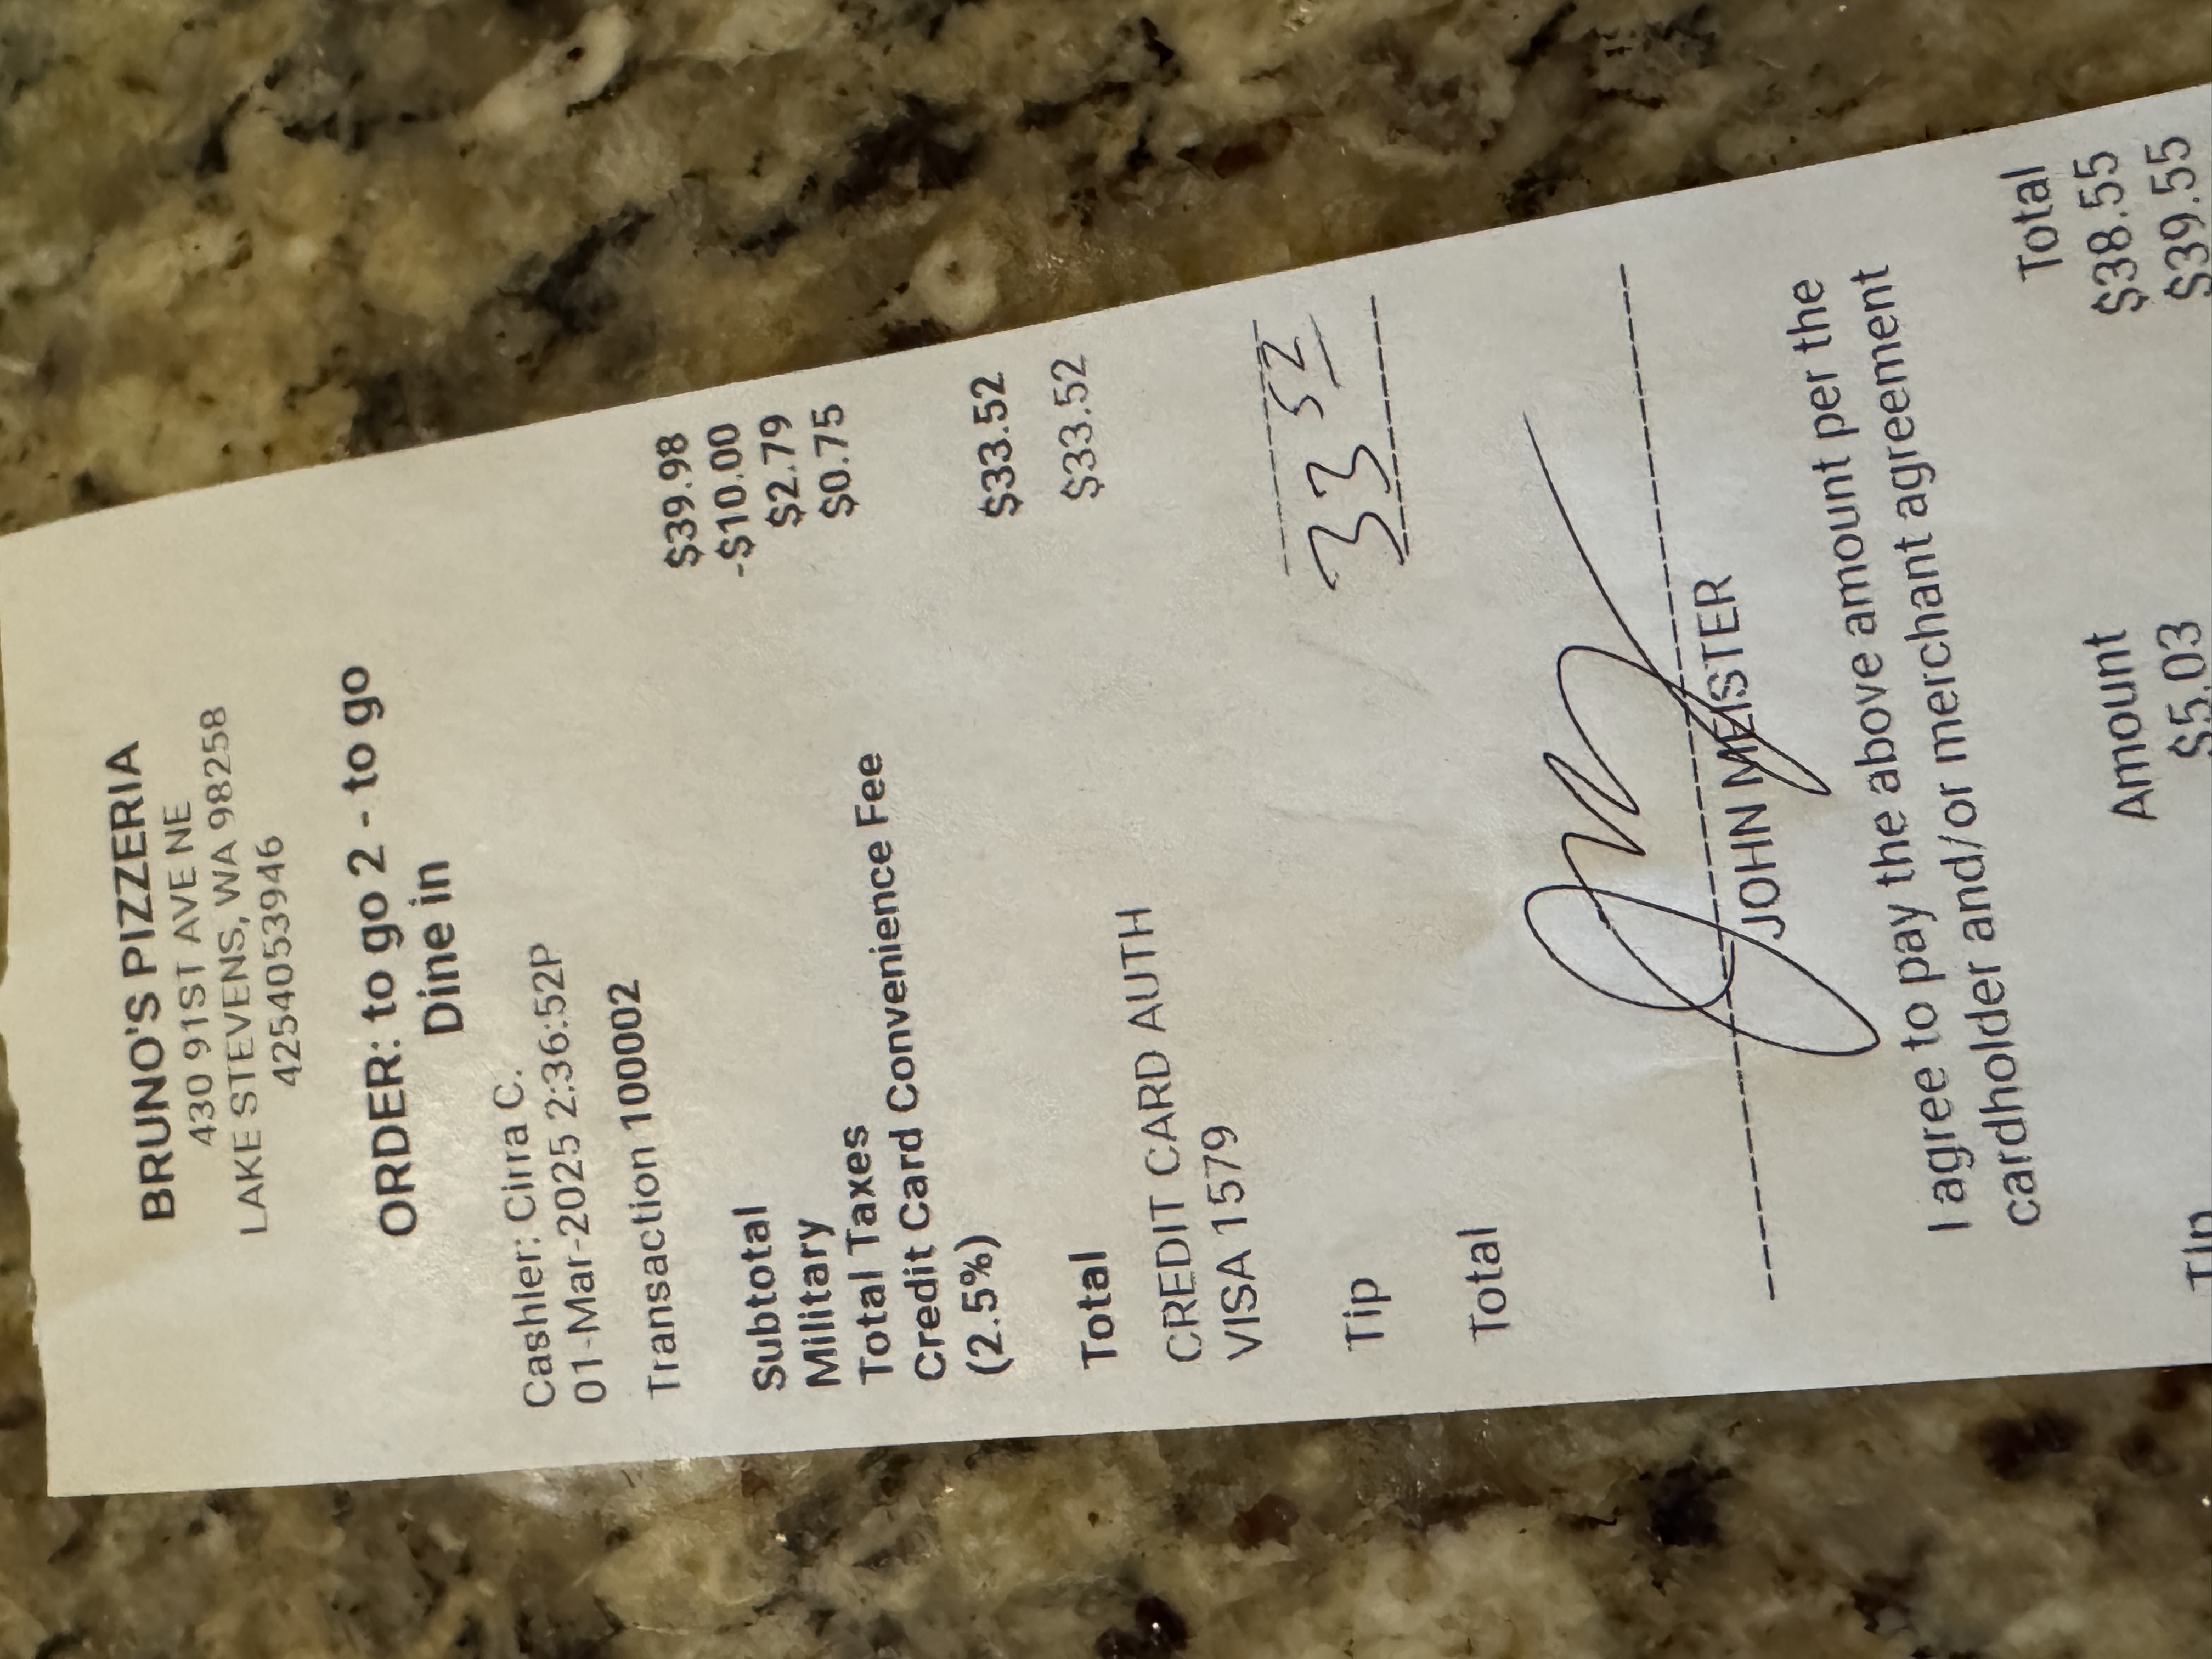 BRUNO'S PIZZERIA
430 91ST AVE NE
LAKE STEVENS, WA 98258
4254053946
ORDER: to go 2 - to go
Dine in
Cashier: Cirra C.
01-Mar-2025 2:36:52P
Transaction 100002
Subtotal $39.98
Military -$10.00
Total Taxes $2.79
Credit Card Convenience Fee $0.75
(2.5%)
Total $33.52
CREDIT CARD AUTH $33.52
VISA 1579
Tip
Total 33 52
JOHN MEISTER
I agree to pay the above amount per the
cardholder and/or merchant agreement
Amount Total
$5.03 $38.55
$39.55